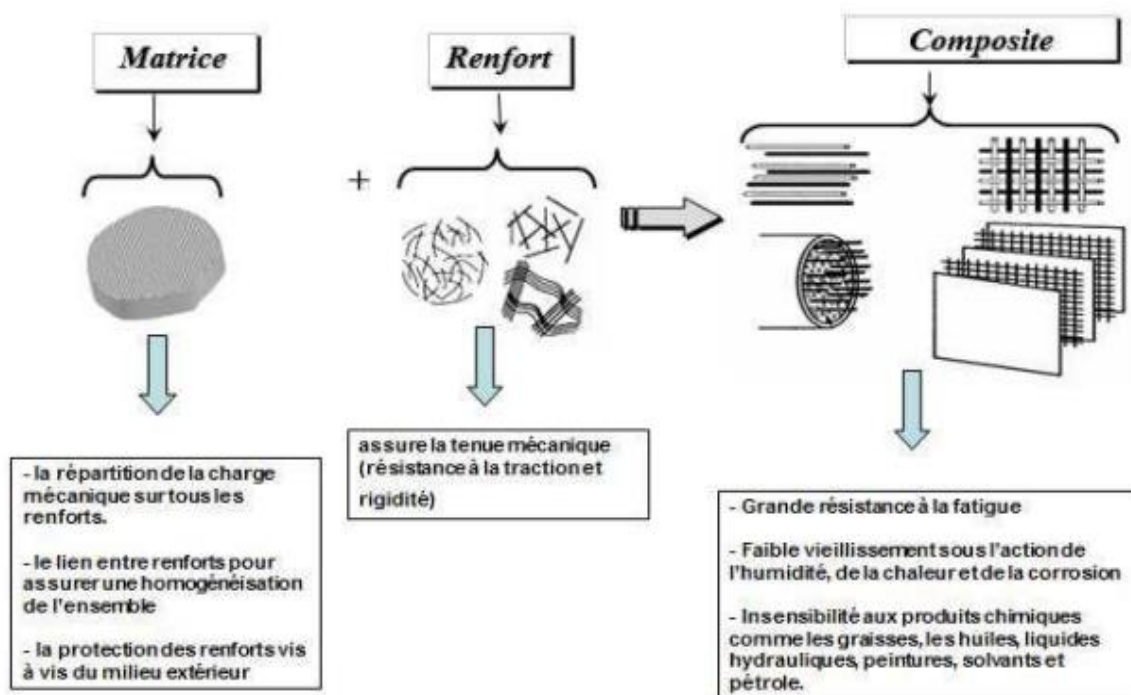 Matrice
Renfort
Composite
+
- la répartition de la charge
mécanique sur tous les
renforts.
- le lien entre renforts pour
assurer une homogénéisation
de l'ensemble
- la protection des renforts vis
à vis du milieu extérieur
assure la tenue mécanique
(résistance à la traction et
rigidité)
- Grande résistance à la fatigue
- Faible vieillissement sous l'action de
l'humidité, de la chaleur et de la corrosion
- Insensibilité aux produits chimiques
comme les graisses, les huiles, liquides
hydrauliques, peintures, solvants et
pétrole.